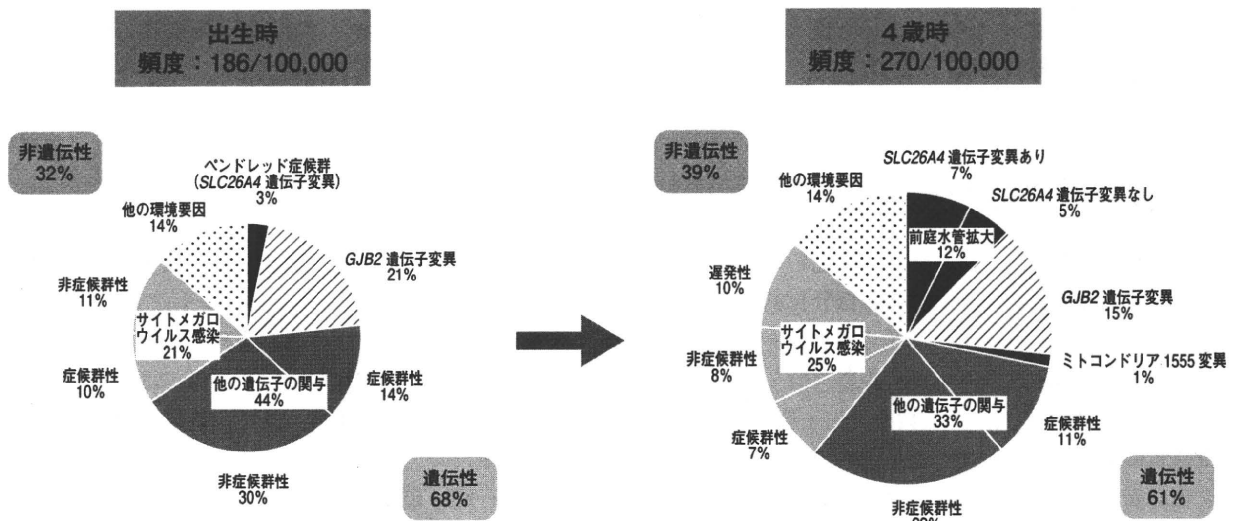 出生時
頻度：186/100,000
非遺伝性
32%
ペンドレッド症候群
（SLC26A4 遺伝子変異）
3%
他の環境要因
14%
GJB2 遺伝子変異
21%
非症候群性
11%
サイトメガロ
ウイルス感染
21%
症候群性
10%
他の遺伝子の関与
44%
症候群性
14%
非症候群性
30%
遺伝性
68%
4歳時
頻度：270/100,000
非遺伝性
39%
SLC26A4 遺伝子変異あり
7%
SLC26A4 遺伝子変異なし
5%
他の環境要因
14%
前庭水管拡大
12%
遅発性
10%
GJB2 遺伝子変異
15%
サイトメガロ
ウイルス感染
25%
ミトコンドリア 1555 変異
1%
非症候群性
8%
他の遺伝子の関与
33%
症候群性
7%
症候群性
11%
非症候群性
遺伝性
61%